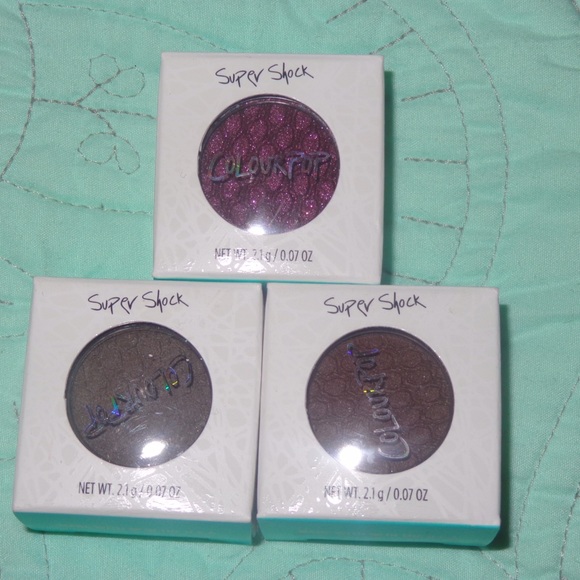 Super Shock
COLOURPOP
NET WT. 2.1 g / 0.07 OZ
Super Shock
COLOURPOP
NET WT. 2.1 g / 0.07 OZ
Super Shock
COLOURPOP
NET WT. 2.1 g / 0.07 OZ